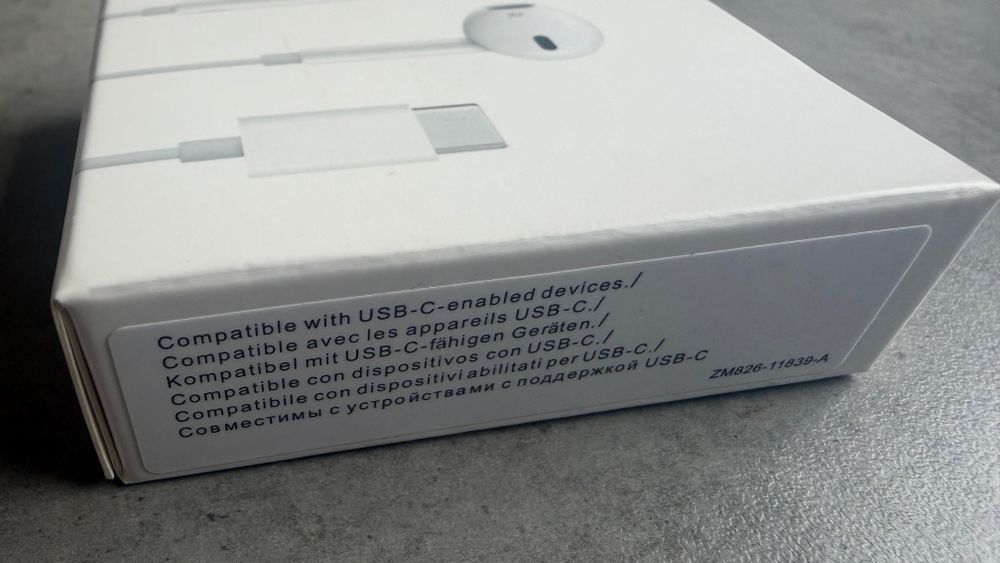 Compatible with USB-C-enabled devices./
Compatible avec les appareils USB-C./
Kompatibel mit USB-C-fähigen Geräten./
Compatible con dispositivos con USB-C./
Compatibile con dispositivi abilitati per USB-C./
Совместимы с устройствами с поддержкой USB-C
ZM826-11839-A